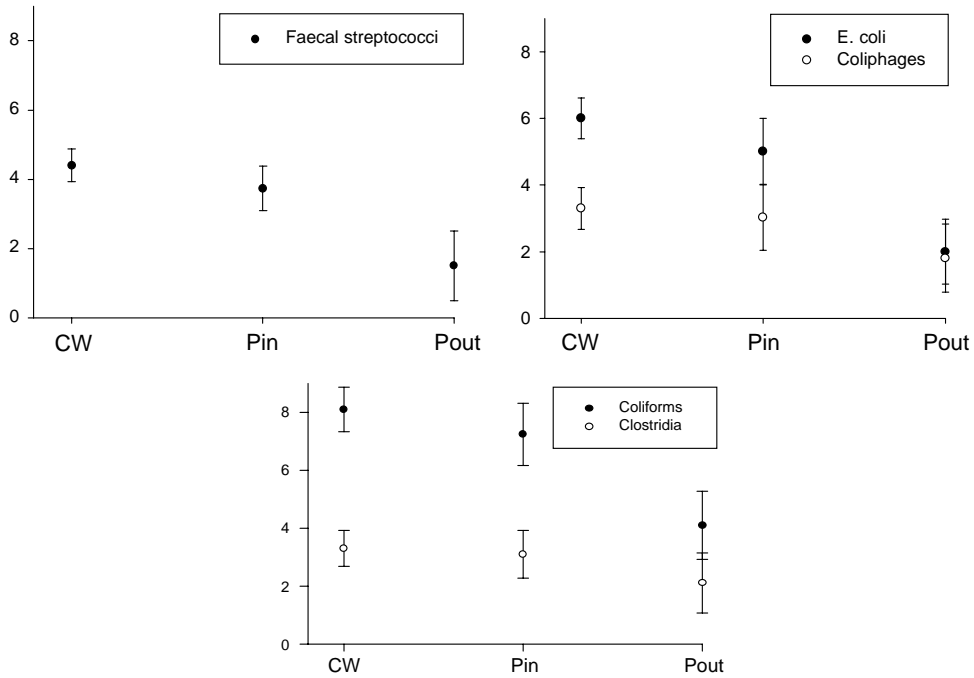 Faecal streptococci
8
6
4
2
0
CW Pin Pout
E. coli
Coliphages
8
6
4
2
0
CW Pin Pout
Coliforms
Clostridia
8
6
4
2
0
CW Pin Pout